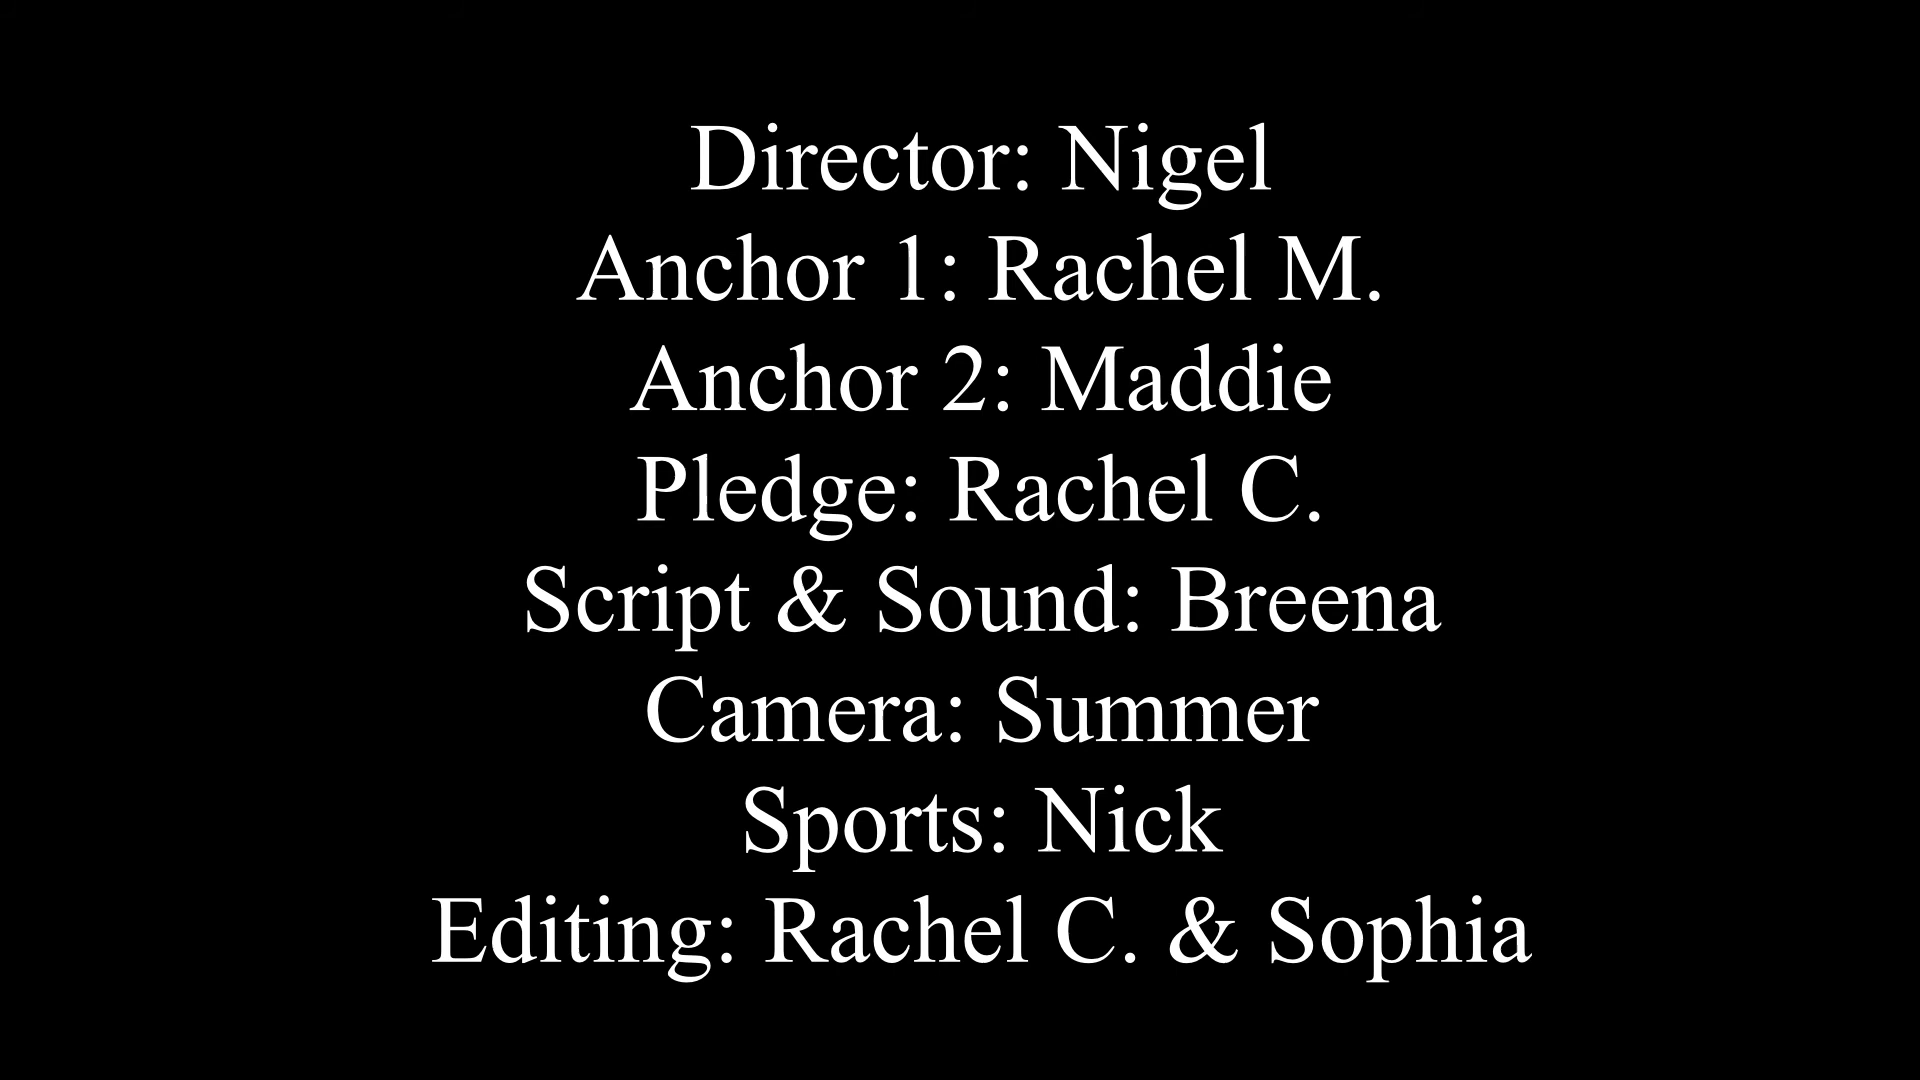 Director: Nigel
Anchor 1: Rachel M.
Anchor 2: Maddie
Pledge: Rachel C.
Script & Sound: Breena
Camera: Summer
Sports: Nick
Editing: Rachel C. & Sophia